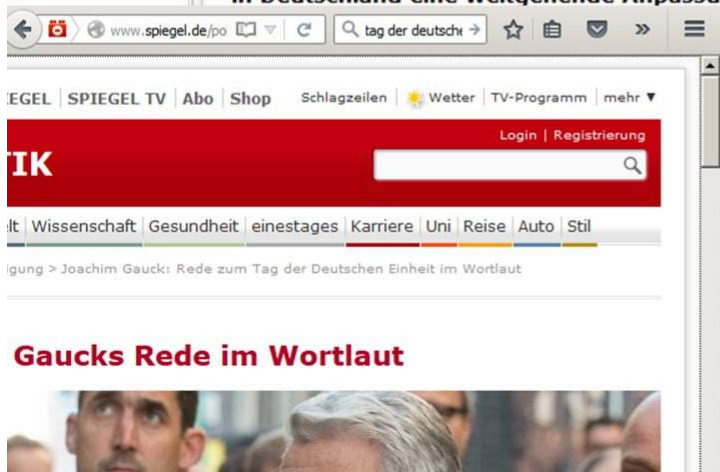 in Deutschland eine weitgehende Anpassu
www.spiegel.de/po tag der deutsche
EGEL SPIEGEL TV Abo Shop Schlagzeilen Wetter TV-Programm mehr ▼
Login | Registrierung
TIK
lt Wissenschaft Gesundheit einestages Karriere Uni Reise Auto Stil
igung > Joachim Gauck: Rede zum Tag der Deutschen Einheit im Wortlaut
Gaucks Rede im Wortlaut